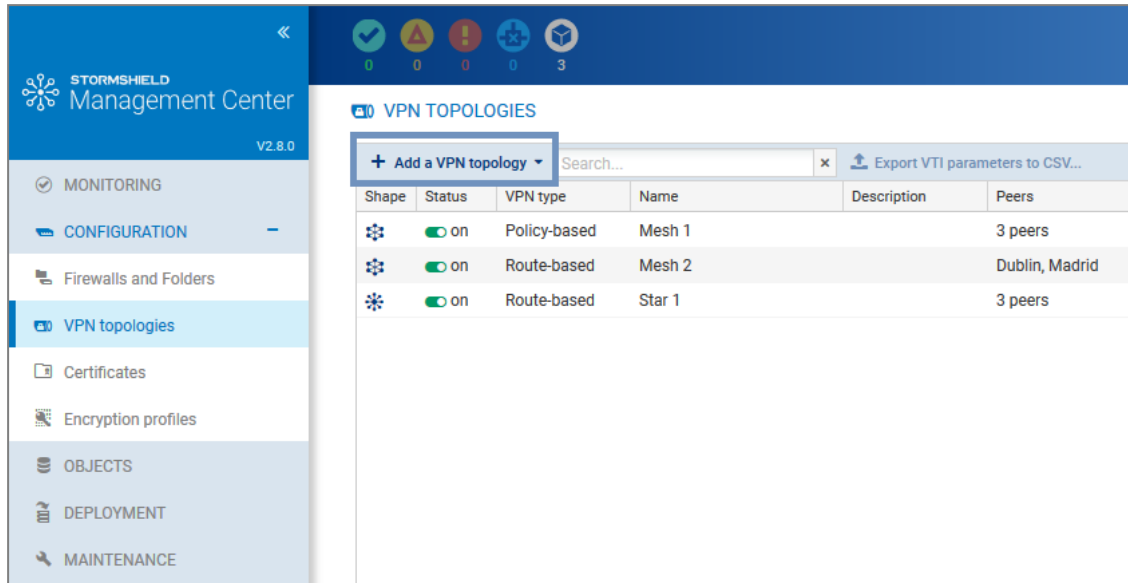 «
STORMSHIELD
Management Center
V2.8.0
MONITORING
CONFIGURATION −
Firewalls and Folders
VPN topologies
Certificates
Encryption profiles
OBJECTS
DEPLOYMENT
MAINTENANCE
0 0 0 0 3
VPN TOPOLOGIES
+ Add a VPN topology Search... × Export VTI parameters to CSV...
Shape Status VPN type Name Description Peers
on Policy-based Mesh 1 3 peers
on Route-based Mesh 2 Dublin, Madrid
on Route-based Star 1 3 peers